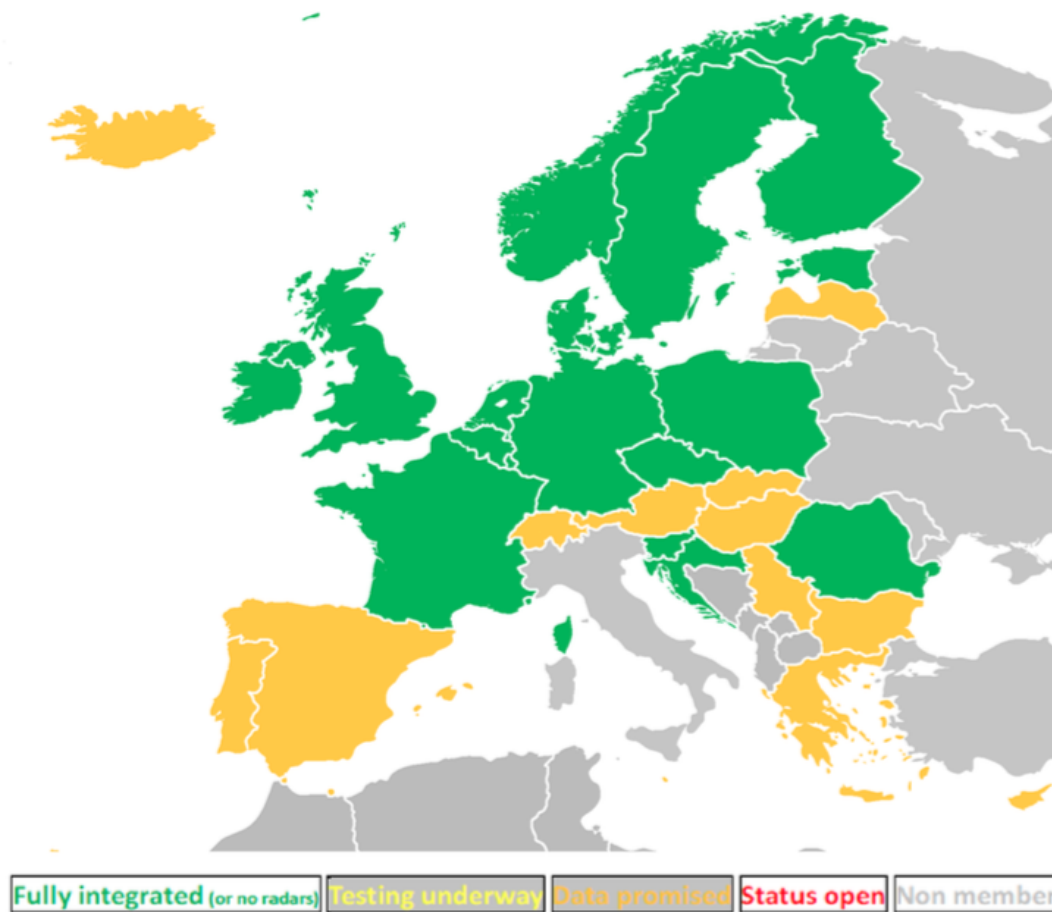 Fully integrated (or no radars) Testing underway Data promised Status open Non member